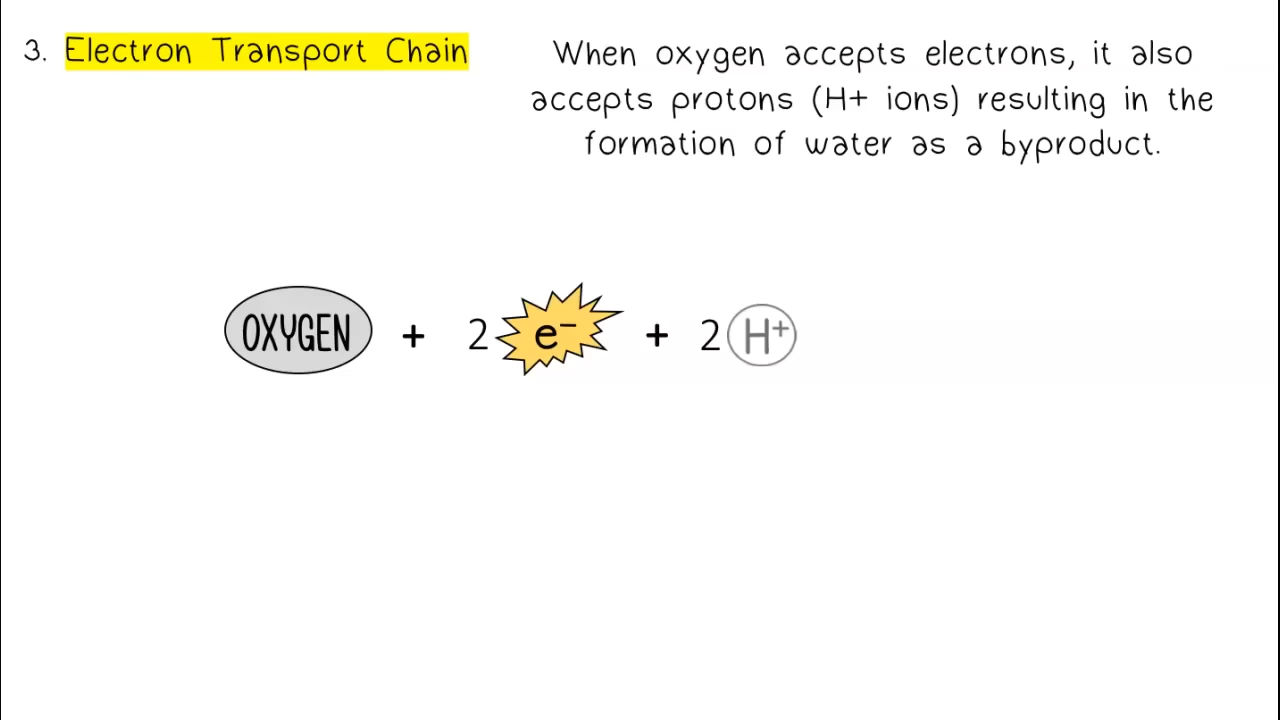 3. Electron Transport Chain
When oxygen accepts electrons, it also
accepts protons (H+ ions) resulting in the
formation of water as a byproduct.
OXYGEN + 2 e⁻ + 2 H⁺